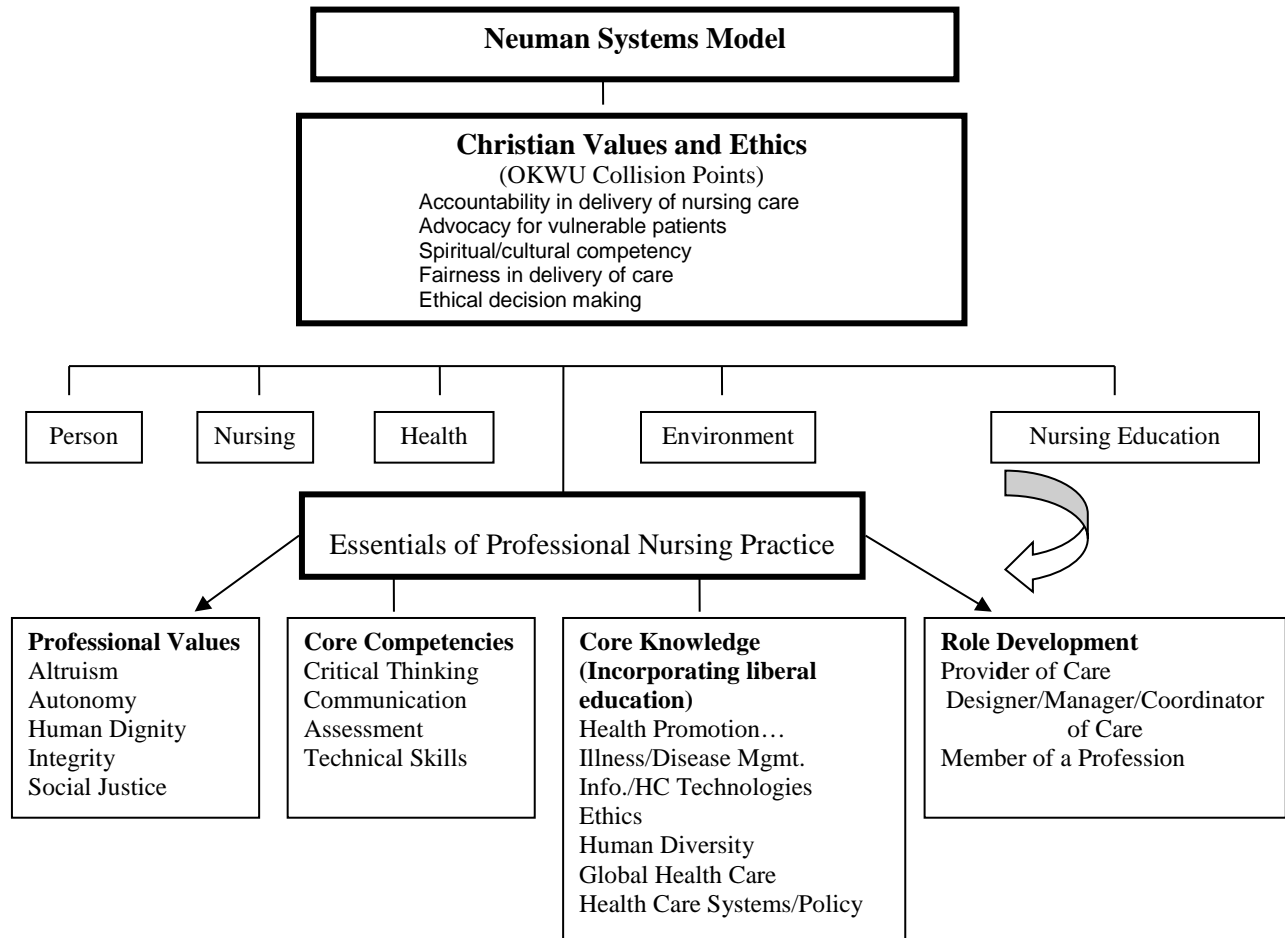 Neuman Systems Model
Christian Values and Ethics
(OKWU Collision Points)
Accountability in delivery of nursing care
Advocacy for vulnerable patients
Spiritual/cultural competency
Fairness in delivery of care
Ethical decision making
Person
Nursing
Health
Environment
Nursing Education
Essentials of Professional Nursing Practice
Professional Values
Altruism
Autonomy
Human Dignity
Integrity
Social Justice
Core Competencies
Critical Thinking
Communication
Assessment
Technical Skills
Core Knowledge
(Incorporating liberal
education)
Health Promotion…
Illness/Disease Mgmt.
Info./HC Technologies
Ethics
Human Diversity
Global Health Care
Health Care Systems/Policy
Role Development
Provider of Care
Designer/Manager/Coordinator
of Care
Member of a Profession